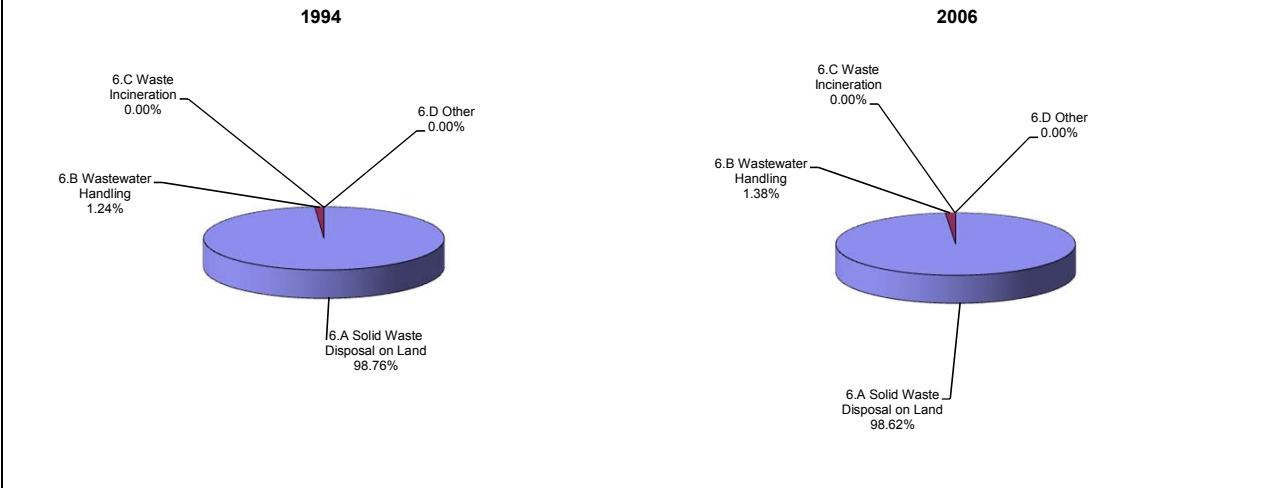 1994
6.C Waste
Incineration
0.00%
6.D Other
0.00%
6.B Wastewater
Handling
1.24%
6.A Solid Waste
Disposal on Land
98.76%
2006
6.C Waste
Incineration
0.00%
6.D Other
0.00%
6.B Wastewater
Handling
1.38%
6.A Solid Waste
Disposal on Land
98.62%